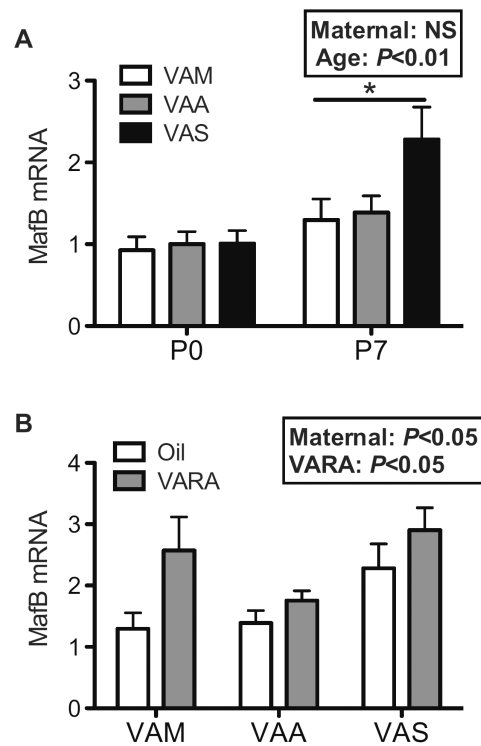 A
Maternal: NS
Age: P<0.01
VAM
VAA
VAS
*
MafB mRNA
3
2
1
0
P0
P7
B
Maternal: P<0.05
VARA: P<0.05
Oil
VARA
MafB mRNA
4
3
2
1
0
VAM
VAA
VAS